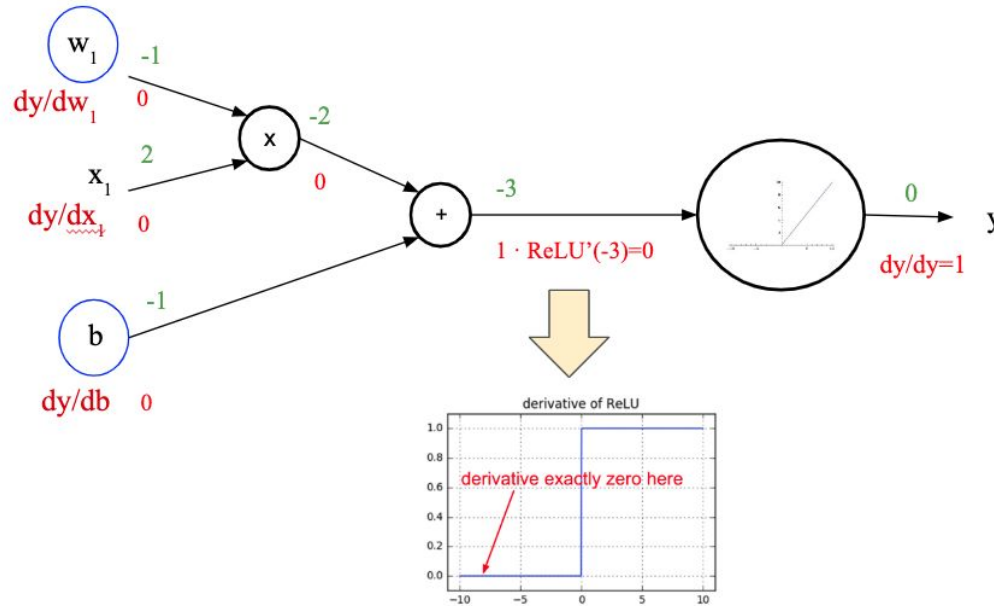 w₁
-1
dy/dw₁ 0
x
-2
2
x₁
0
dy/dx₁ 0
+
-3
0
y
1 · ReLU’(-3)=0
dy/dy=1
-1
b
dy/db 0
derivative of ReLU
1.0
0.8
derivative exactly zero here
0.6
0.4
0.2
0.0
−10 −5 0 5 10